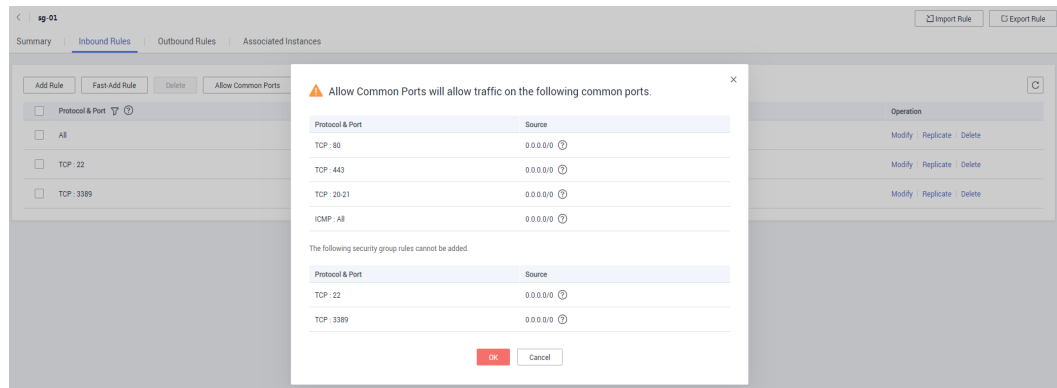 sg-01
Import Rule
Export Rule
Summary
Inbound Rules
Outbound Rules
Associated Instances
Add Rule
Fast-Add Rule
Delete
Allow Common Ports
Protocol & Port
Operation
All
Modify Replicate Delete
TCP : 22
Modify Replicate Delete
TCP : 3389
Modify Replicate Delete
Allow Common Ports will allow traffic on the following common ports.
Protocol & Port Source
TCP : 80 0.0.0.0/0
TCP : 443 0.0.0.0/0
TCP : 20-21 0.0.0.0/0
ICMP : All 0.0.0.0/0
The following security group rules cannot be added.
Protocol & Port Source
TCP : 22 0.0.0.0/0
TCP : 3389 0.0.0.0/0
OK
Cancel